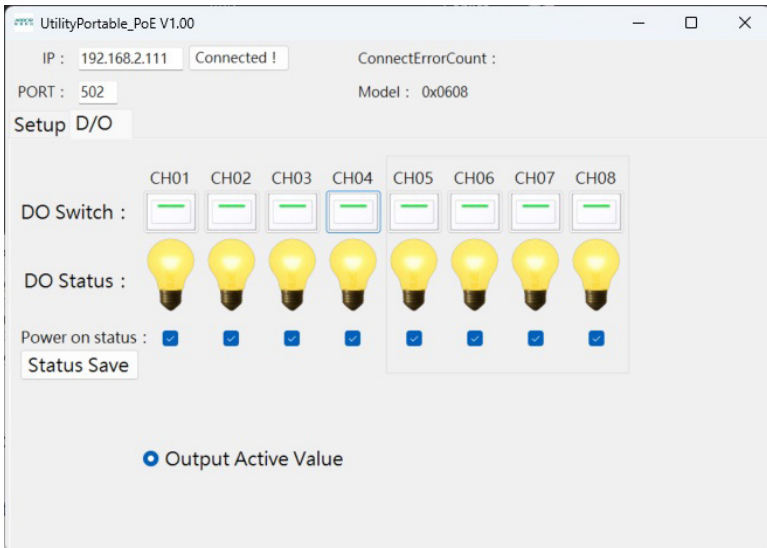 UtilityPortable_PoE V1.00
IP : 192.168.2.111 Connected ! ConnectErrorCount :
PORT : 502 Model : 0x0608
Setup D/O
CH01 CH02 CH03 CH04 CH05 CH06 CH07 CH08
DO Switch :
DO Status :
Power on status :
Status Save
Output Active Value